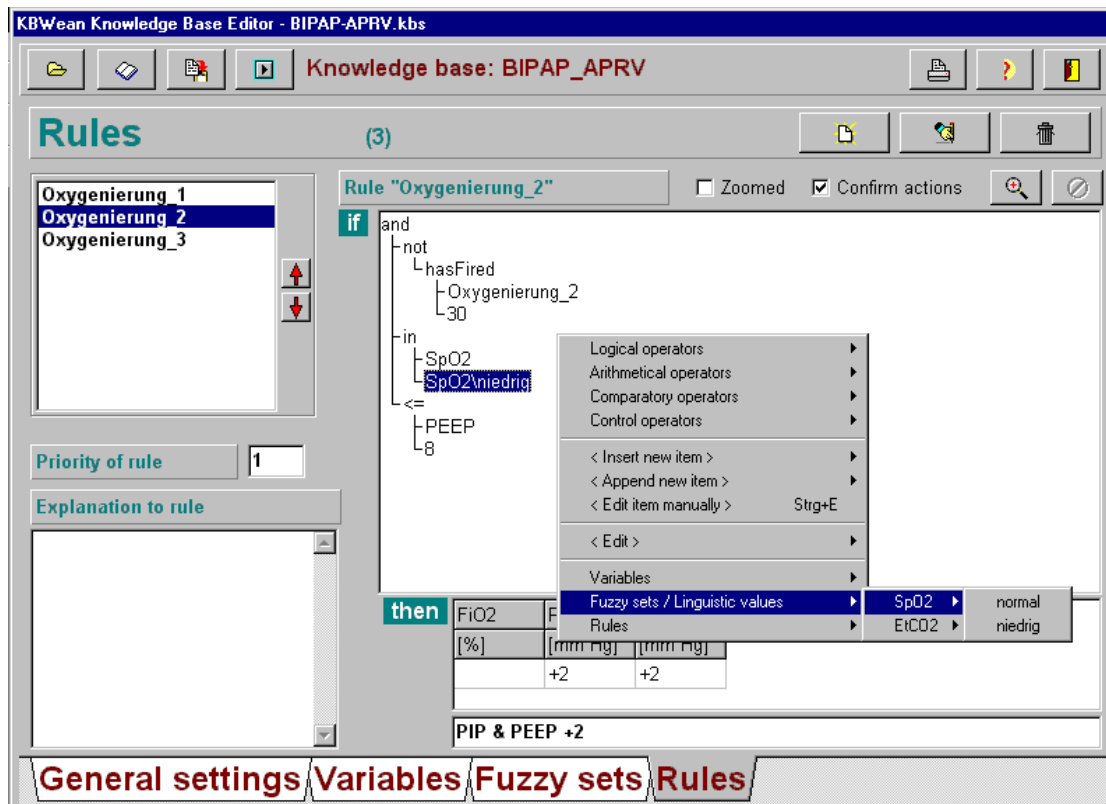 KBWean Knowledge Base Editor - BIPAP-APRV.kbs
Knowledge base: BIPAP_APRV
Rules (3)
Oxygenierung_1
Oxygenierung_2
Oxygenierung_3
Priority of rule 1
Explanation to rule
Rule "Oxygenierung_2" Zoomed Confirm actions
if
and
not
hasFired
Oxygenierung_2
30
in
SpO2
SpO2\niedrig
<=
PEEP
8
Logical operators
Arithmetical operators
Comparatory operators
Control operators
< Insert new item >
< Append new item >
< Edit item manually > Strg+E
< Edit >
Variables
Fuzzy sets / Linguistic values
Rules
SpO2
EtCO2
normal
niedrig
then
FiO2
[%] [mm Hg] [mm Hg]
+2 +2
PIP & PEEP +2
General settings Variables Fuzzy sets Rules